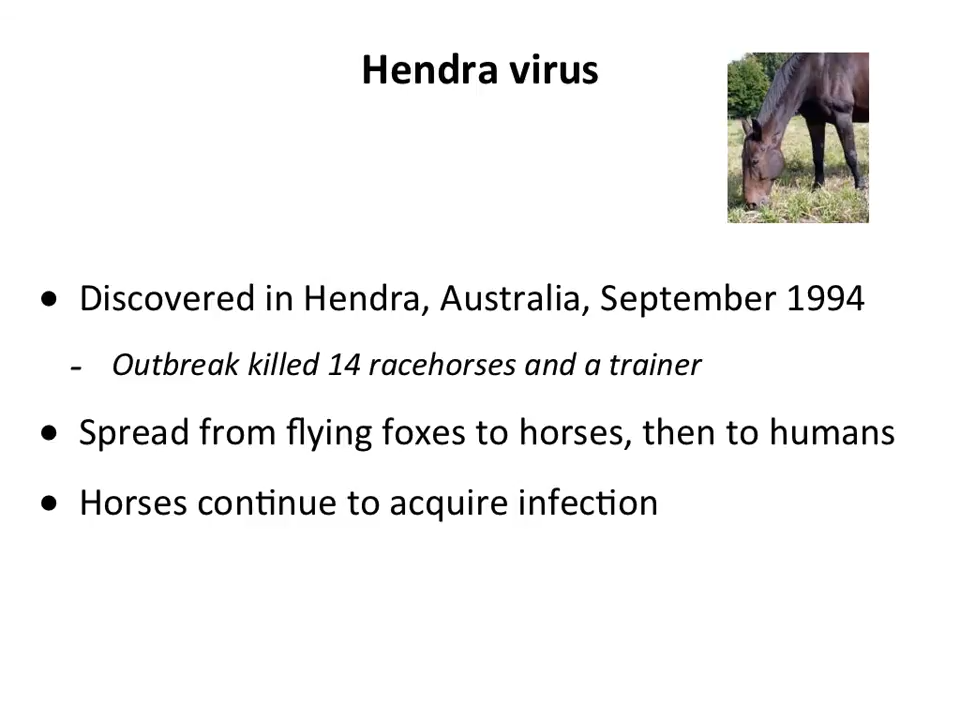 Hendra virus
• Discovered in Hendra, Australia, September 1994
- Outbreak killed 14 racehorses and a trainer
• Spread from flying foxes to horses, then to humans
• Horses continue to acquire infection